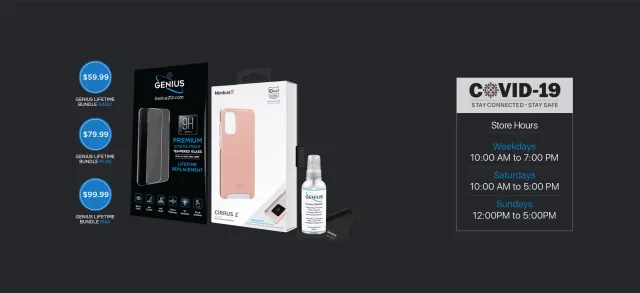 $59.99
GENIUS LIFETIME
BUNDLE BASIC
$79.99
GENIUS LIFETIME
BUNDLE PLUS
$99.99
GENIUS LIFETIME
BUNDLE MAX
GENIUS
Genius212.com
9H
PREMIUM
TEMPERED GLASS
LIFETIME
REPLACEMENT
Nimbus9
CIRRUS 2
GENIUS
COVID-19
STAY CONNECTED - STAY SAFE
Store Hours
Weekdays
10:00 AM to 7:00 PM
Saturdays
10:00 AM to 5:00 PM
Sundays
12:00PM to 5:00PM